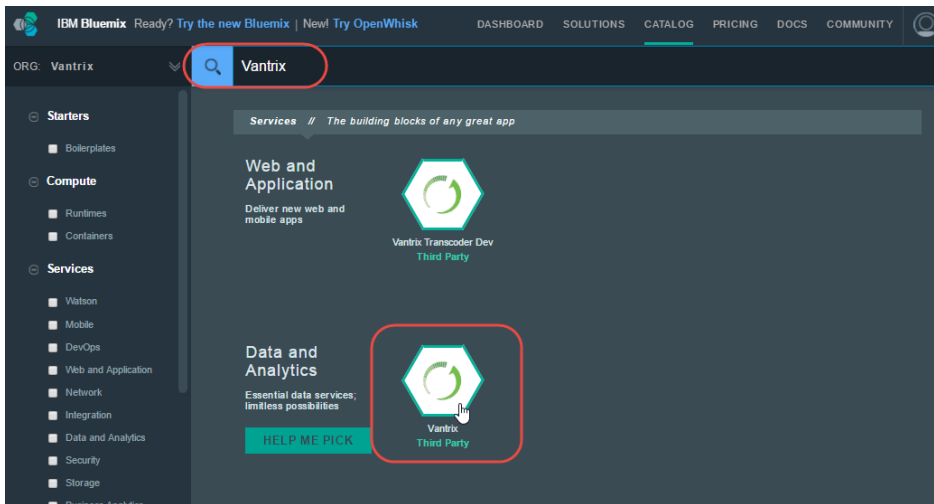 IBM Bluemix Ready? Try the new Bluemix | New! Try OpenWhisk DASHBOARD SOLUTIONS CATALOG PRICING DOCS COMMUNITY
ORG: Vantrix
Vantrix
Starters
Boilerplates
Compute
Runtimes
Containers
Services
Watson
Mobile
DevOps
Web and Application
Network
Integration
Data and Analytics
Security
Storage
Business Analytics
Services // The building blocks of any great app
Web and
Application
Deliver new web and
mobile apps
Vantrix Transcoder Dev
Third Party
Data and
Analytics
Essential data services;
limitless possibilities
HELP ME PICK
Vantrix
Third Party